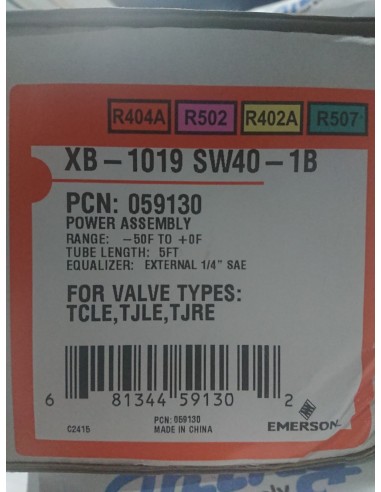 R404A R502 R402A R507
XB-1019 SW40-1B
PCN: 059130
POWER ASSEMBLY
RANGE: -50F TO +0F
TUBE LENGTH: 5FT
EQUALIZER: EXTERNAL 1/4" SAE
FOR VALVE TYPES:
TCLE,TJLE,TJRE
6 81344 59130 2
C2415
PCN: 059130
MADE IN CHINA
EMERSON